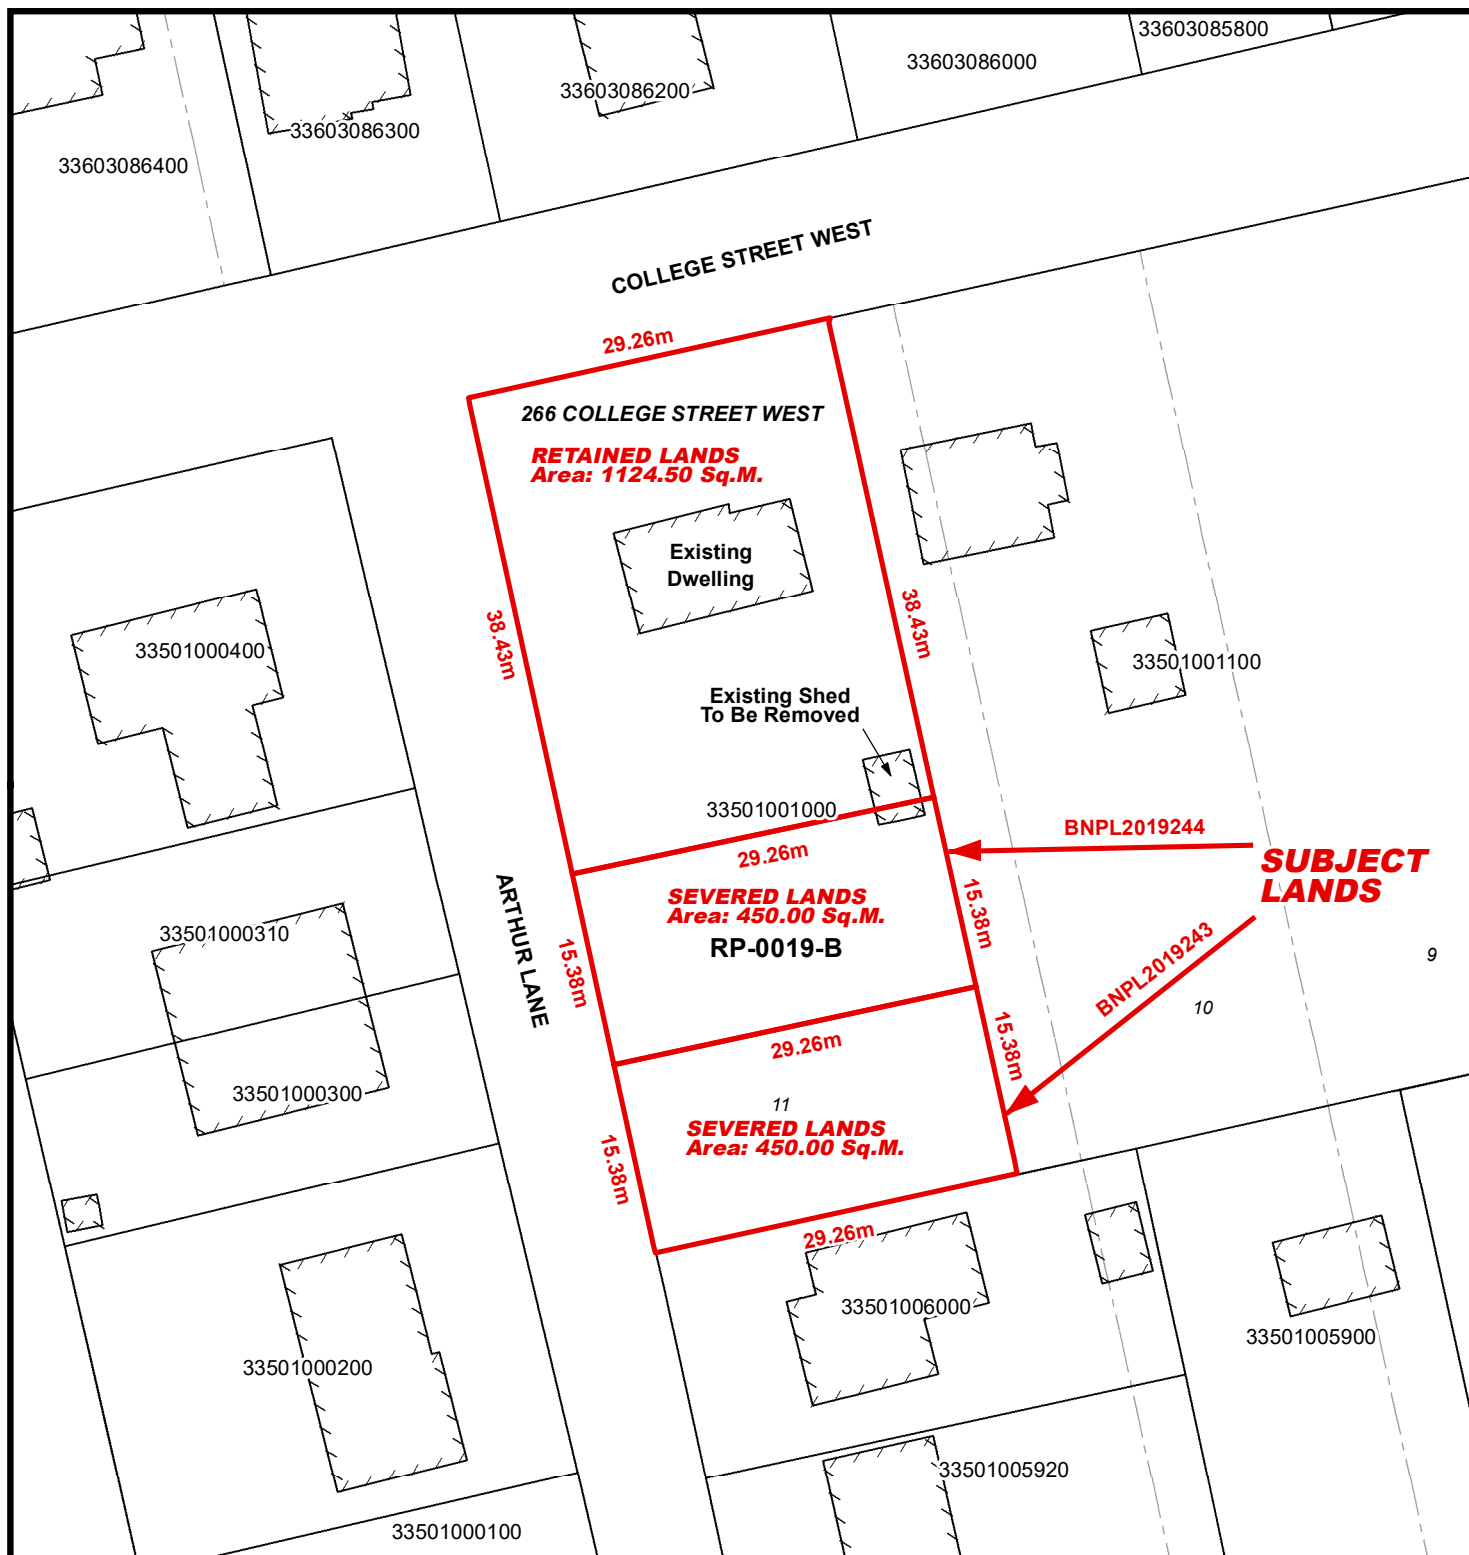 33603085800
33603086000
33603086200
33603086300
33603086400
COLLEGE STREET WEST
29.26m
266 COLLEGE STREET WEST
RETAINED LANDS
Area: 1124.50 Sq.M.
Existing
Dwelling
38.43m
38.43m
33501000400
33501001100
Existing Shed
To Be Removed
33501001000
29.26m
BNPL2019244
SUBJECT
LANDS
SEVERED LANDS
Area: 450.00 Sq.M.
RP-0019-B
15.38m
15.38m
ARTHUR LANE
33501000310
BNPL2019243
9
10
29.26m
15.38m
33501000300
11
SEVERED LANDS
Area: 450.00 Sq.M.
15.38m
29.26m
33501006000
33501005900
33501000200
33501005920
33501000100